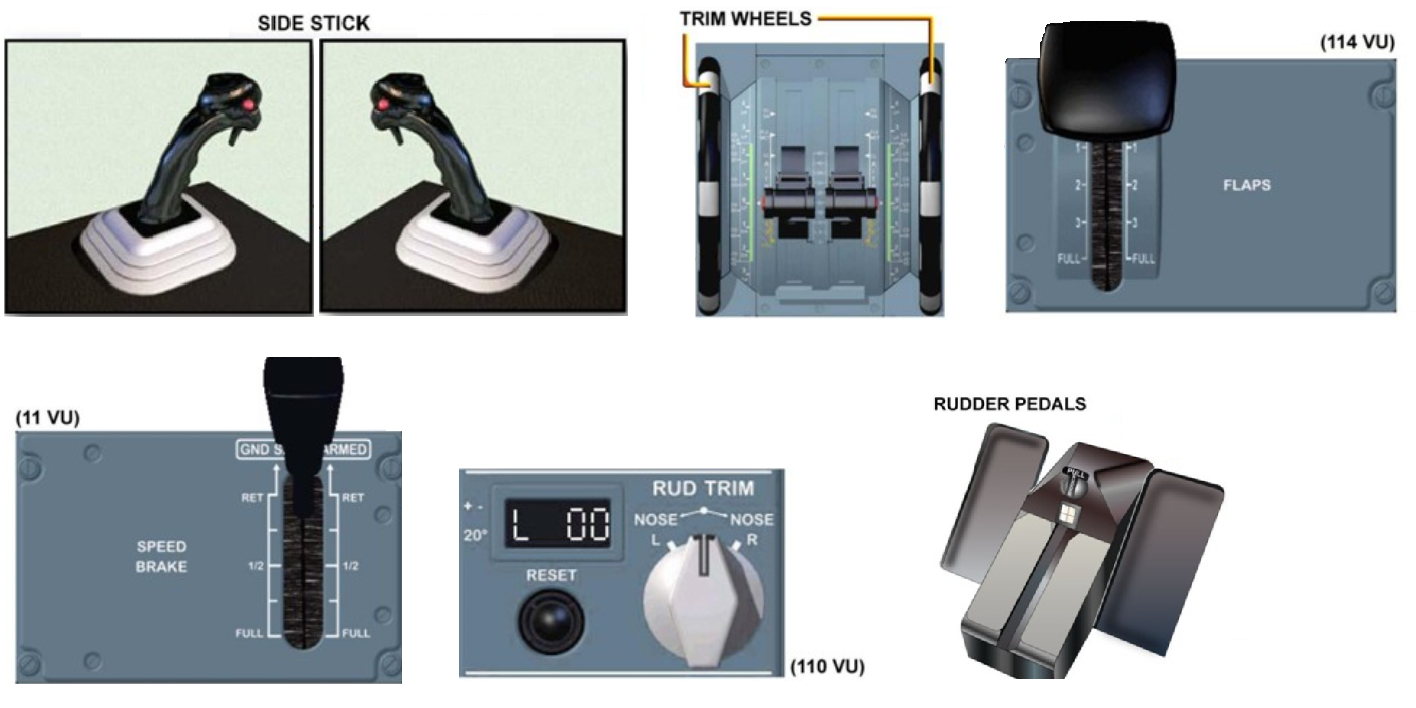 SIDE STICK
TRIM WHEELS
(114 VU)
1 1
2 2
3 3
FULL FULL
FLAPS
(11 VU)
GND ARMED
RET RET
SPEED
BRAKE
1/2 1/2
FULL FULL
RUD TRIM
+ -
20°
L 00
NOSE NOSE
L R
RESET
(110 VU)
RUDDER PEDALS
PULL